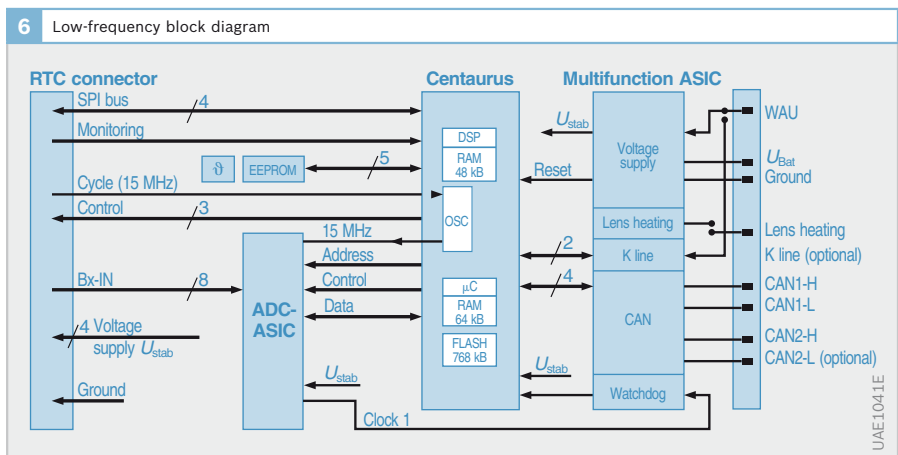 6 Low-frequency block diagram
RTC connector
Centaurus
Multifunction ASIC
SPI bus
4
Monitoring
ϑ
EEPROM
5
Cycle (15 MHz)
Control
3
15 MHz
Address
Control
Data
Bx-IN
8
ADC-
ASIC
4 Voltage
supply Ustab
Ground
Ustab
Clock 1
DSP
RAM
48 kB
OSC
µC
RAM
64 kB
FLASH
768 kB
Ustab
Reset
2
4
Ustab
Voltage
supply
Lens heating
K line
CAN
Watchdog
WAU
UBat
Ground
Lens heating
K line (optional)
CAN1-H
CAN1-L
CAN2-H
CAN2-L (optional)
UAE1041E